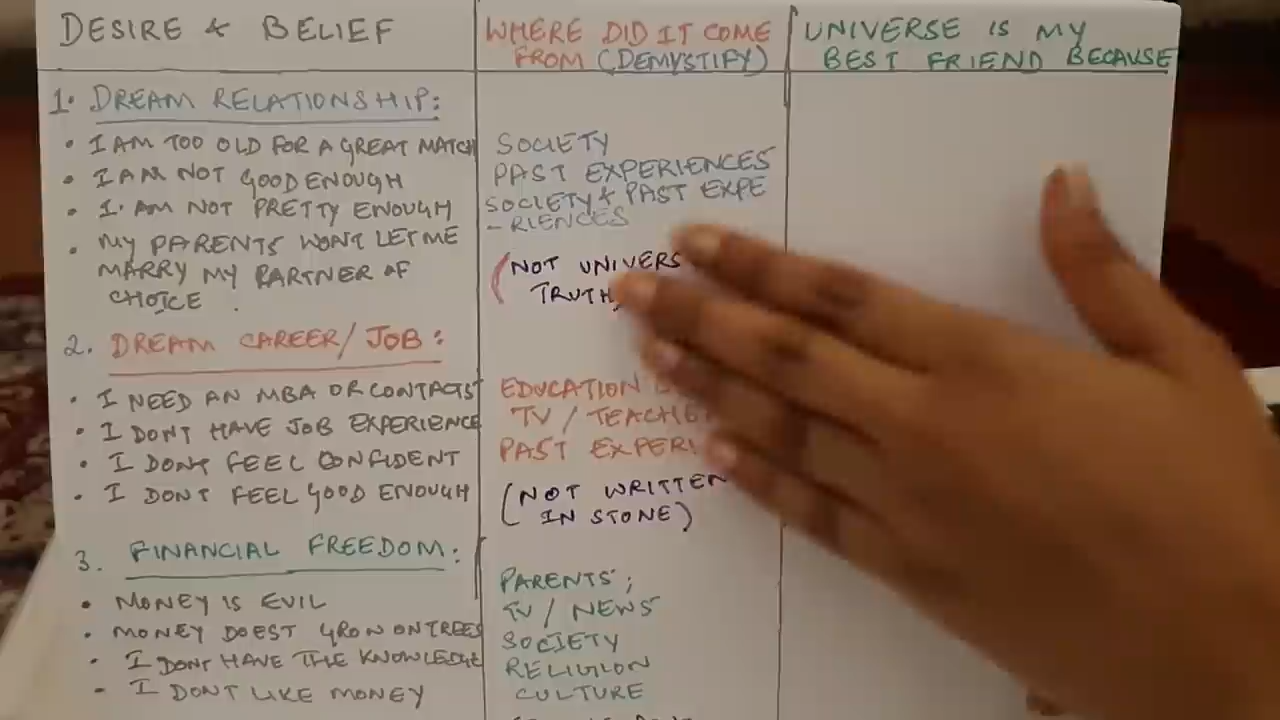 DESIRE & BELIEF
WHERE DID IT COME
FROM (DEMYSTIFY)
UNIVERSE IS MY
BEST FRIEND BECAUSE
1. DREAM RELATIONSHIP:
• I AM TOO OLD FOR A GREAT MATCH
• I AM NOT GOOD ENOUGH
• I AM NOT PRETTY ENOUGH
• MY PARENTS WONT LET ME
MARRY MY PARTNER OF
CHOICE.
SOCIETY
PAST EXPERIENCES
SOCIETY & PAST EXPE
-RIENCES
(NOT UNIVERS
TRUTH
2. DREAM CAREER/JOB:
• I NEED AN MBA OR CONTACTS
• I DONT HAVE JOB EXPERIENCE
• I DONT FEEL CONFIDENT
• I DONT FEEL GOOD ENOUGH
EDUCATION
TV / TEACHE
PAST EXPERI
(NOT WRITTEN
IN STONE)
3. FINANCIAL FREEDOM:
• MONEY IS EVIL
• MONEY DOEST GROW ON TREES
• I DONT HAVE THE KNOWLEDGE
• I DONT LIKE MONEY
PARENTS;
TV / NEWS
SOCIETY
RELIGION
CULTURE